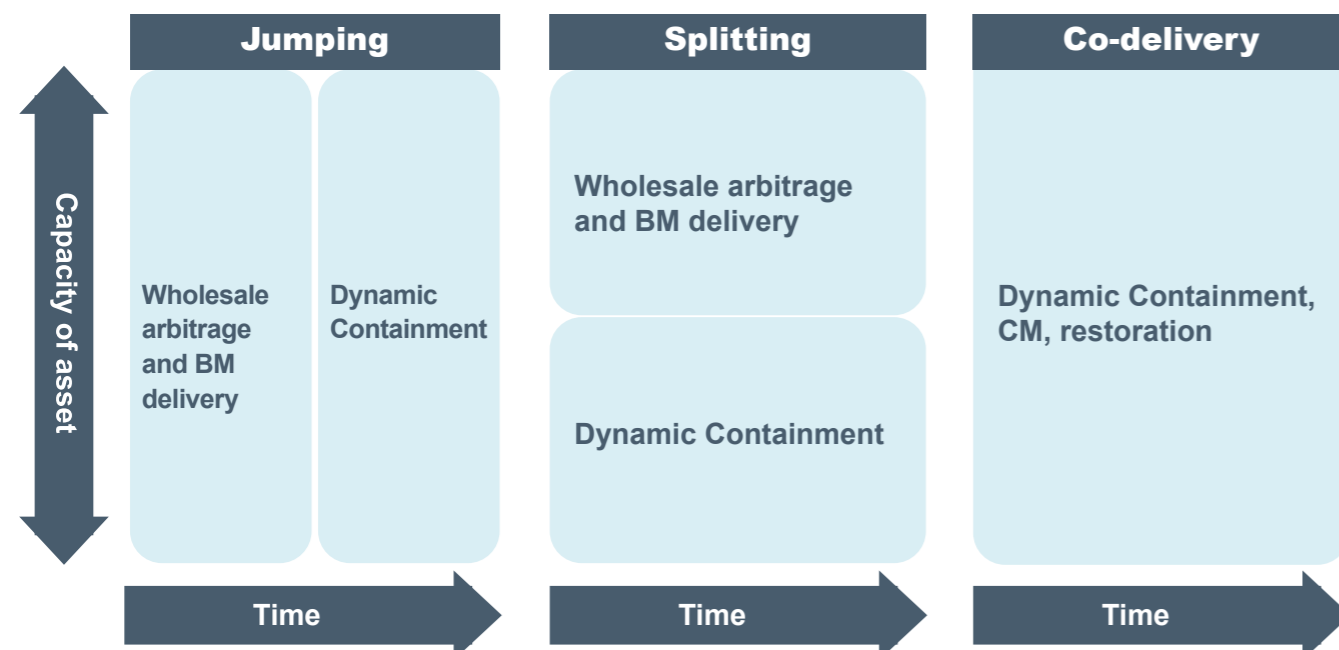 Jumping
Splitting
Co-delivery
Capacity of asset
Wholesale
arbitrage
and BM
delivery
Dynamic
Containment
Wholesale arbitrage
and BM delivery
Dynamic Containment
Dynamic Containment,
CM, restoration
Time
Time
Time